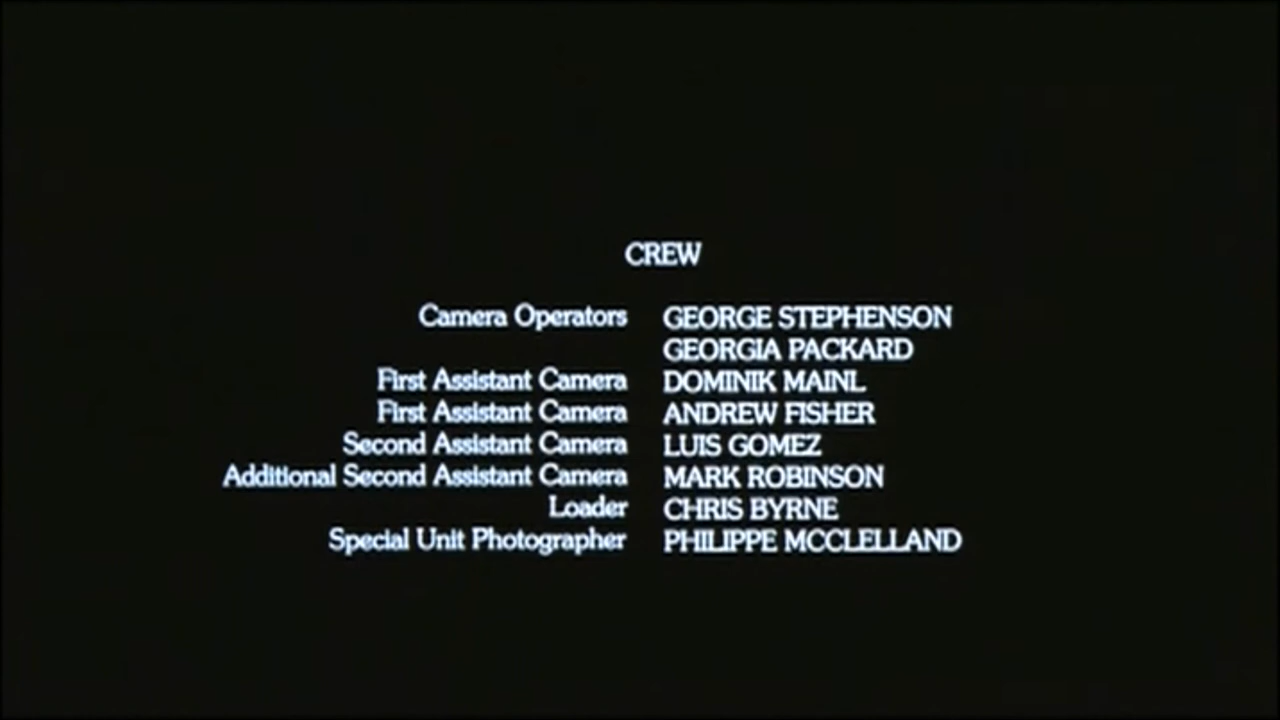 CREW
Camera Operators GEORGE STEPHENSON
GEORGIA PACKARD
First Assistant Camera DOMINIK MAINL
First Assistant Camera ANDREW FISHER
Second Assistant Camera LUIS GOMEZ
Additional Second Assistant Camera MARK ROBINSON
Loader CHRIS BYRNE
Special Unit Photographer PHILIPPE MCCLELLAND